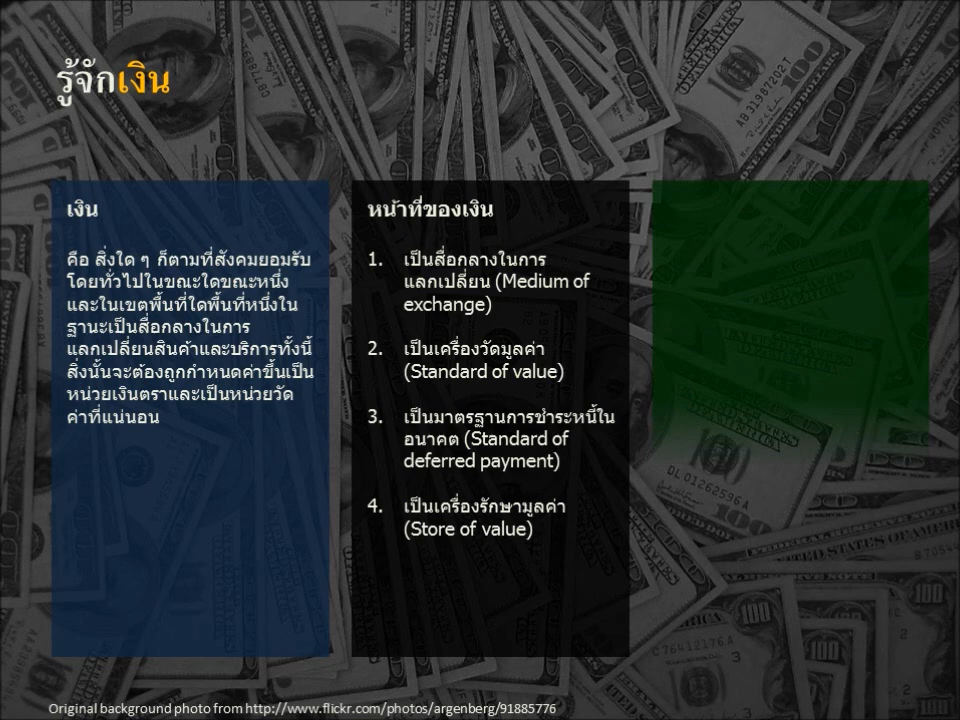 รู้จักเงิน
เงิน
คือ สิ่งใด ๆ ก็ตามที่สังคมยอมรับ
โดยทั่วไปในขณะใดขณะหนึ่ง
และในเขตพื้นที่ใดพื้นที่หนึ่งใน
ฐานะเป็นสื่อกลางในการ
แลกเปลี่ยนสินค้าและบริการทั้งนี้
สิ่งนั้นจะต้องถูกกำหนดค่าขึ้นเป็น
หน่วยเงินตราและเป็นหน่วยวัด
ค่าที่แน่นอน
หน้าที่ของเงิน
1. เป็นสื่อกลางในการ
แลกเปลี่ยน (Medium of
exchange)
2. เป็นเครื่องวัดมูลค่า
(Standard of value)
3. เป็นมาตรฐานการชำระหนี้ใน
อนาคต (Standard of
deferred payment)
4. เป็นเครื่องรักษามูลค่า
(Store of value)
AB 31987202 T
DL 01262596 A
100
C 76412176 A
3
100
100
2
Original background photo from http://www.flickr.com/photos/argenberg/91885776